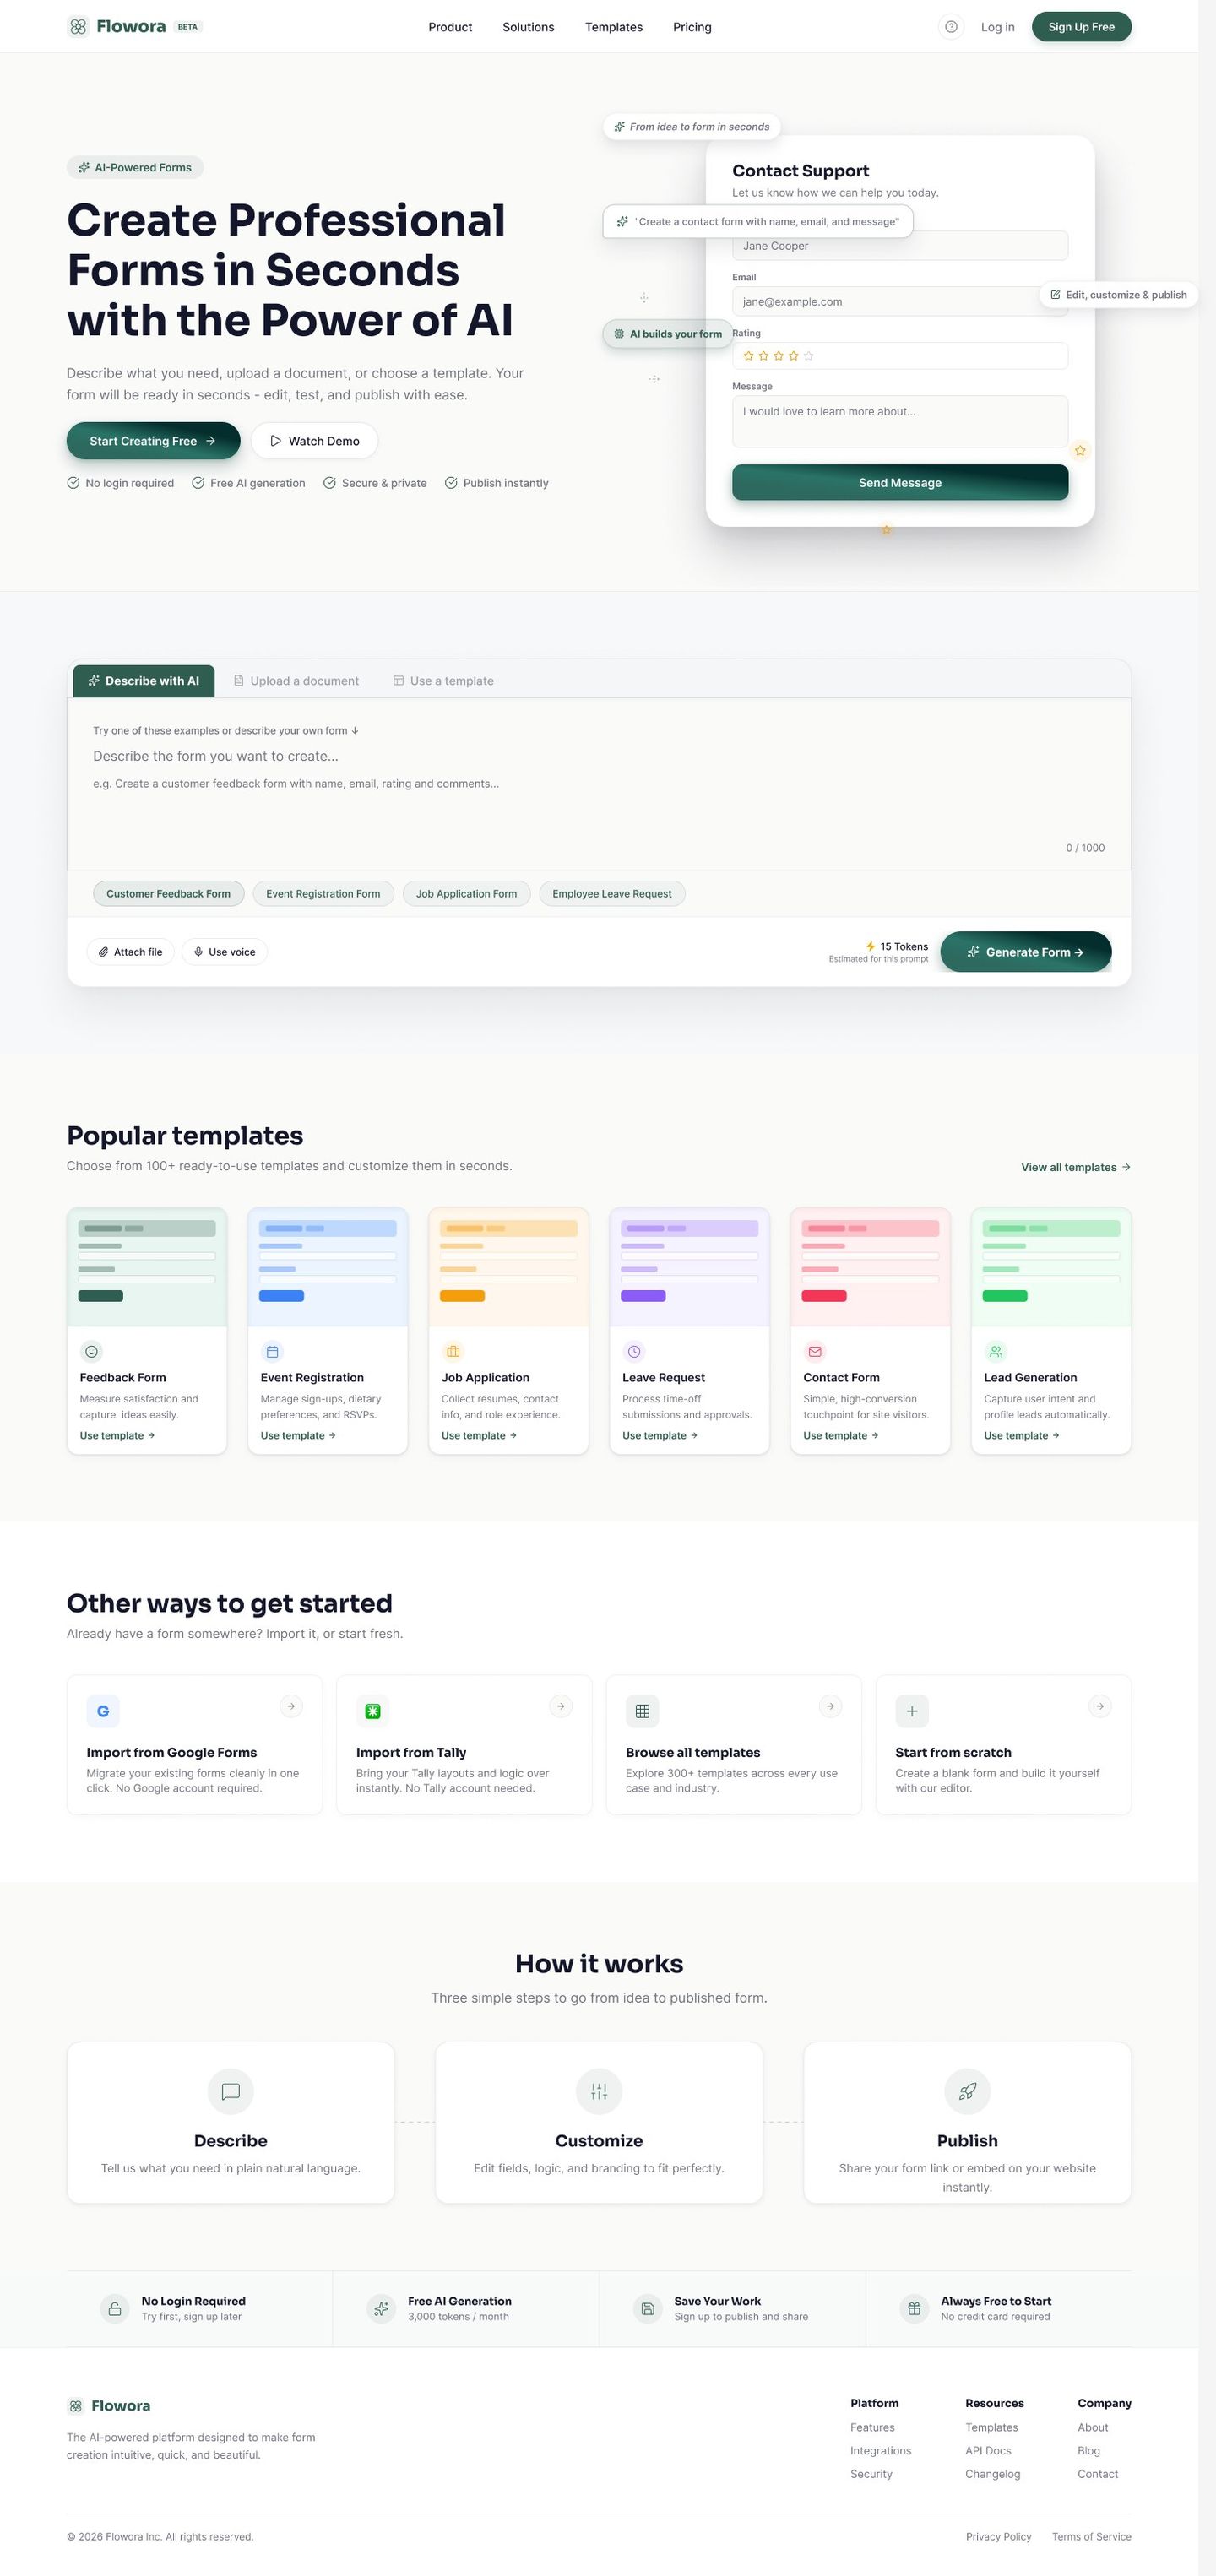 Flowora BETA
Product Solutions Templates Pricing
Log in Sign Up Free
AI-Powered Forms
Create Professional
Forms in Seconds
with the Power of AI
Describe what you need, upload a document, or choose a template. Your
form will be ready in seconds - edit, test, and publish with ease.
Start Creating Free →
Watch Demo
No login required Free AI generation Secure & private Publish instantly
From idea to form in seconds
Contact Support
Let us know how we can help you today.
"Create a contact form with name, email, and message"
Jane Cooper
Email
jane@example.com
Edit, customize & publish
AI builds your form
Rating
Message
I would love to learn more about...
Send Message
Describe with AI Upload a document Use a template
Try one of these examples or describe your own form ↓
Describe the form you want to create...
e.g. Create a customer feedback form with name, email, rating and comments...
0 / 1000
Customer Feedback Form Event Registration Form Job Application Form Employee Leave Request
Attach file Use voice
15 Tokens
Estimated for this prompt
Generate Form →
Popular templates
Choose from 100+ ready-to-use templates and customize them in seconds.
View all templates →
Feedback Form
Measure satisfaction and
capture ideas easily.
Use template →
Event Registration
Manage sign-ups, dietary
preferences, and RSVPs.
Use template →
Job Application
Collect resumes, contact
info, and role experience.
Use template →
Leave Request
Process time-off
submissions and approvals.
Use template →
Contact Form
Simple, high-conversion
touchpoint for site visitors.
Use template →
Lead Generation
Capture user intent and
profile leads automatically.
Use template →
Other ways to get started
Already have a form somewhere? Import it, or start fresh.
G
Import from Google Forms
Migrate your existing forms cleanly in one
click. No Google account required.
Import from Tally
Bring your Tally layouts and logic over
instantly. No Tally account needed.
Browse all templates
Explore 300+ templates across every use
case and industry.
Start from scratch
Create a blank form and build it yourself
with our editor.
How it works
Three simple steps to go from idea to published form.
Describe
Tell us what you need in plain natural language.
Customize
Edit fields, logic, and branding to fit perfectly.
Publish
Share your form link or embed on your website
instantly.
No Login Required
Try first, sign up later
Free AI Generation
3,000 tokens / month
Save Your Work
Sign up to publish and share
Always Free to Start
No credit card required
Flowora
The AI-powered platform designed to make form
creation intuitive, quick, and beautiful.
Platform
Features
Integrations
Security
Resources
Templates
API Docs
Changelog
Company
About
Blog
Contact
© 2026 Flowora Inc. All rights reserved.
Privacy Policy Terms of Service